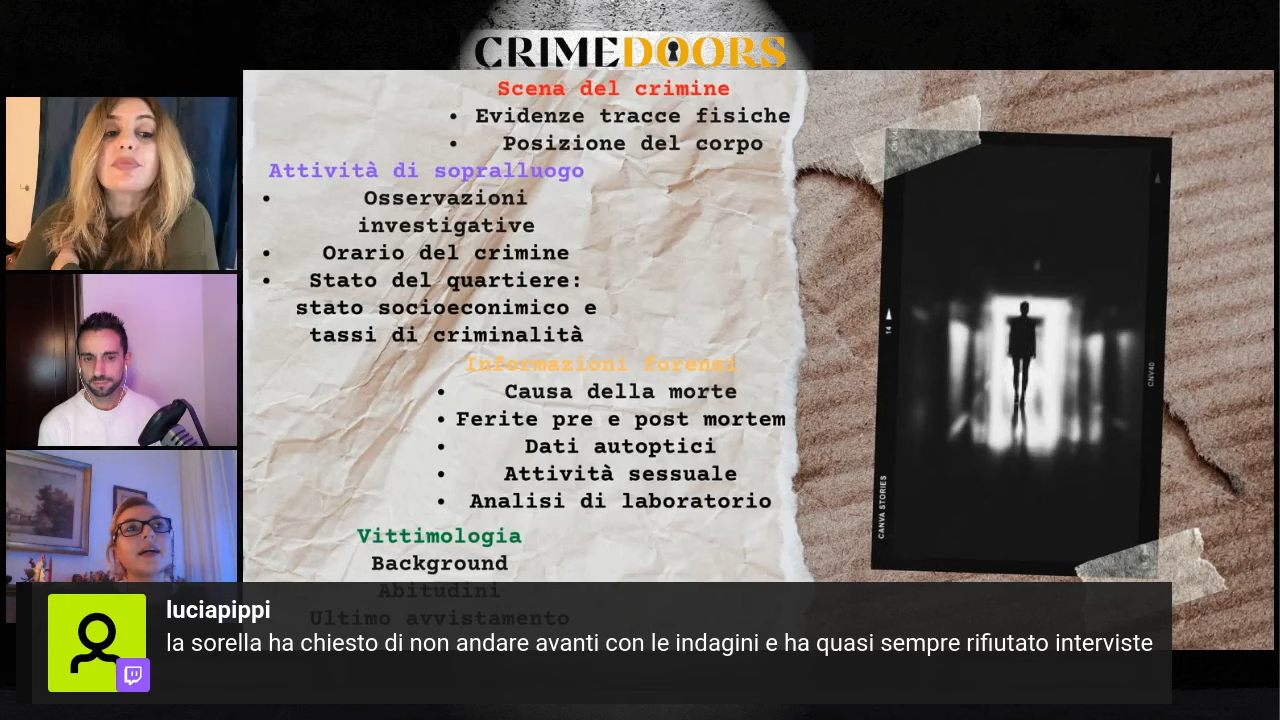 CRIMEDOORS
Scena del crimine
• Evidenze tracce fisiche
• Posizione del corpo
Attività di sopralluogo
• Osservazioni
investigative
• Orario del crimine
• Stato del quartiere:
stato socioeconimico e
tassi di criminalità
Informazioni forensi
• Causa della morte
• Ferite pre e post mortem
• Dati autoptici
• Attività sessuale
• Analisi di laboratorio
Vittimologia
Background
Abitudini
Ultimo avvistamento
14
CNV40
CANVA STORIES
luciapippi
la sorella ha chiesto di non andare avanti con le indagini e ha quasi sempre rifiutato interviste